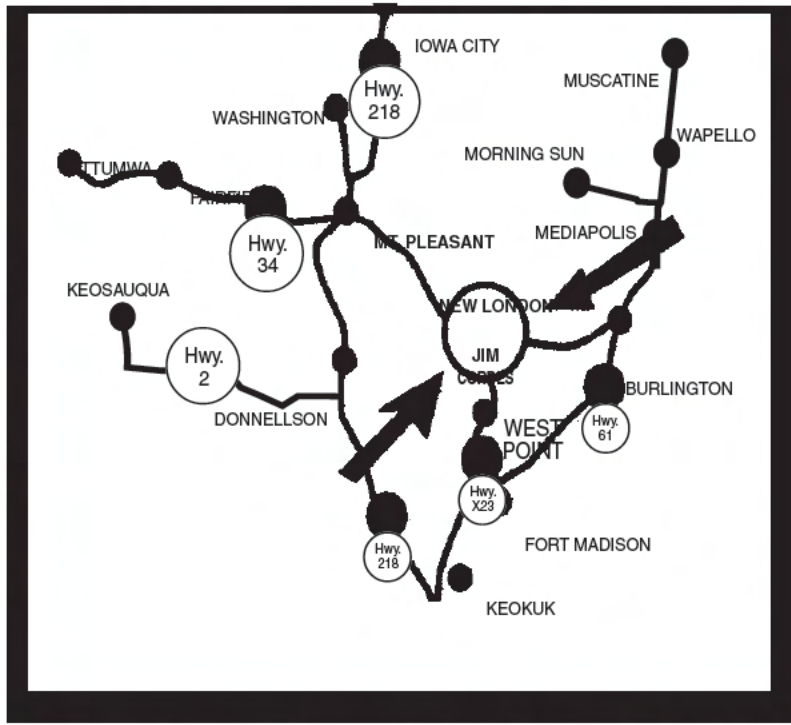 IOWA CITY
MUSCATINE
Hwy.
218
WASHINGTON
WAPELLO
MORNING SUN
TTUMWA
MEDIAPOLIS
MT. PLEASANT
Hwy.
34
KEOSAUQUA
NEW LONDON
Hwy.
2
JIM
BURLINGTON
DONNELLSON
Hwy.
61
WEST
POINT
Hwy.
X23
FORT MADISON
Hwy.
218
KEOKUK